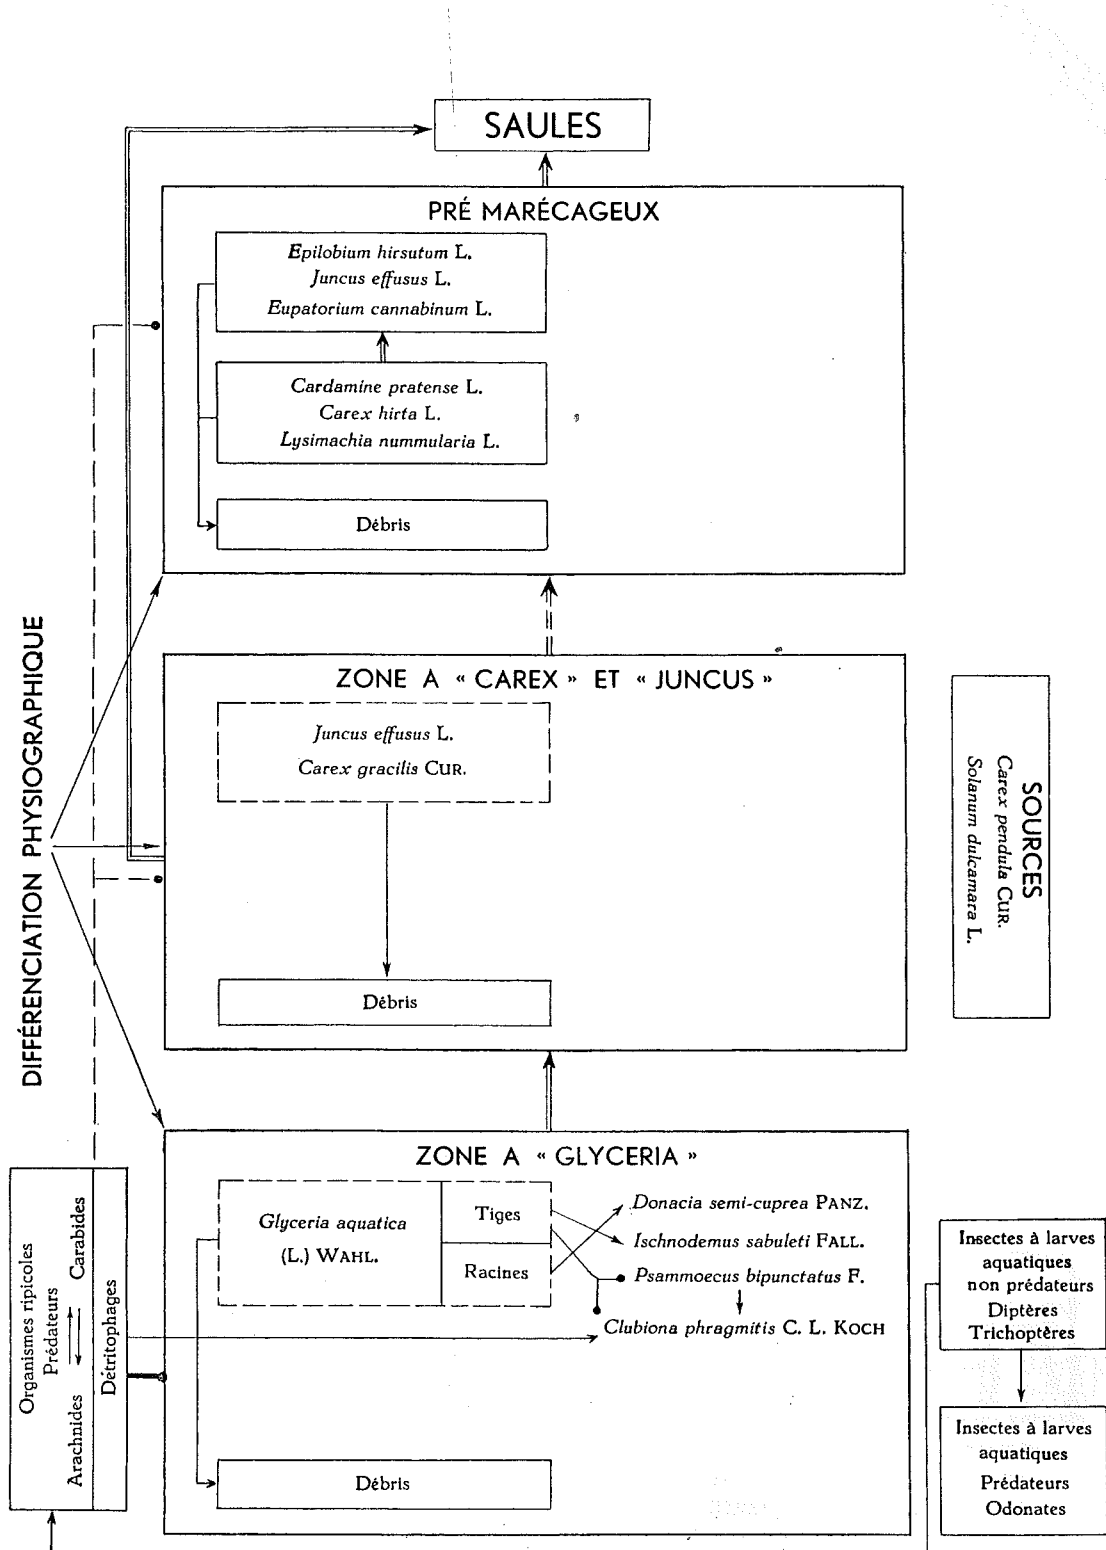 SAULES
PRÉ MARÉCAGEUX
Epilobium hirsutum L.
Juncus effusus L.
Eupatorium cannabinum L.
Cardamine pratense L.
Carex hirta L.
Lysimachia nummularia L.
Débris
DIFFÉRENCIATION PHYSIOGRAPHIQUE
ZONE A « CAREX » ET « JUNCUS »
Juncus effusus L.
Carex gracilis CUR.
Débris
SOURCES
Carex pendula CUR.
Solanum dulcamara L.
ZONE A « GLYCERIA »
Glyceria aquatica
(L.) WAHL.
Tiges
Racines
Donacia semi-cuprea PANZ.
Ischnodemus sabuleti FALL.
Psammoecus bipunctatus F.
Clubiona phragmitis C. L. KOCH
Débris
Organismes ripicoles
Prédateurs
Arachnides Carabides
Détritophages
Insectes à larves
aquatiques
non prédateurs
Diptères
Trichoptères
Insectes à larves
aquatiques
Prédateurs
Odonates